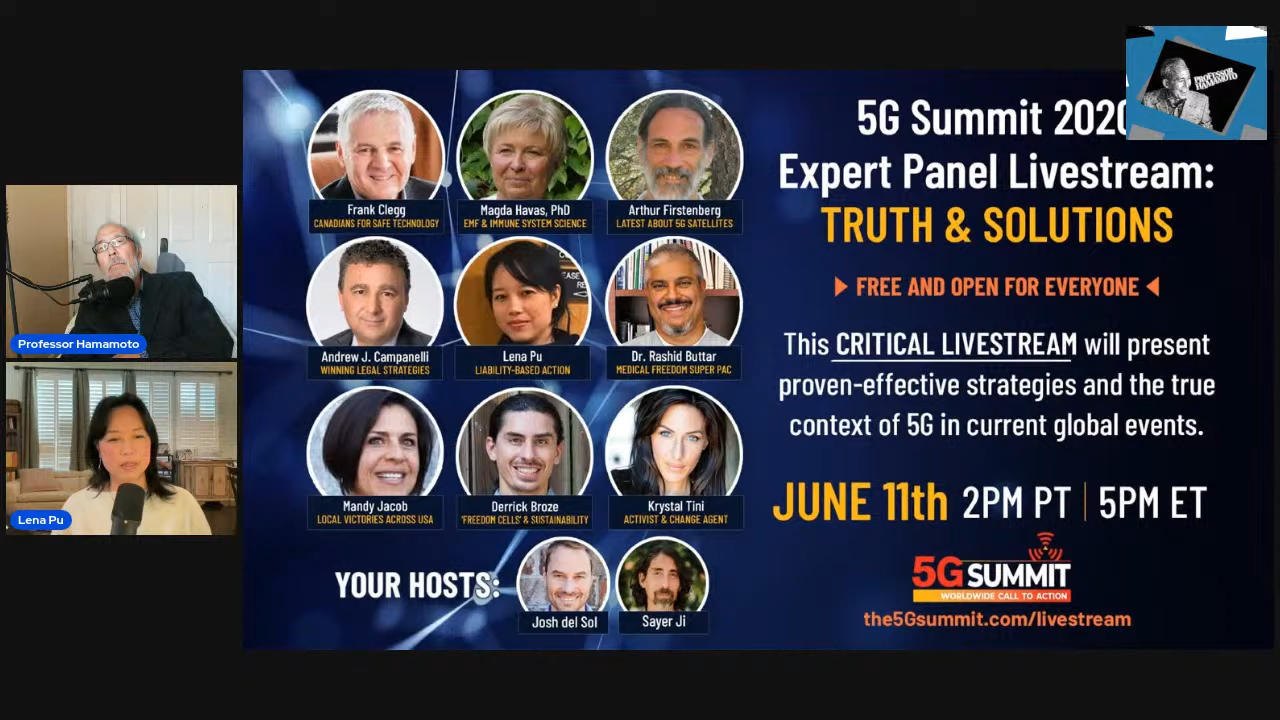 PROFESSOR
HAMAMOTO
5G Summit 2020
Expert Panel Livestream:
TRUTH & SOLUTIONS
FREE AND OPEN FOR EVERYONE
This CRITICAL LIVESTREAM will present
proven-effective strategies and the true
context of 5G in current global events.
JUNE 11th 2PM PT | 5PM ET
5G SUMMIT
WORLDWIDE CALL TO ACTION
the5Gsummit.com/livestream
Frank Clegg
CANADIANS FOR SAFE TECHNOLOGY
Magda Havas, PhD
EMF & IMMUNE SYSTEM SCIENCE
Arthur Firstenberg
LATEST ABOUT 5G SATELLITES
Andrew J. Campanelli
WINNING LEGAL STRATEGIES
Lena Pu
LIABILITY-BASED ACTION
Dr. Rashid Buttar
MEDICAL FREEDOM SUPER PAC
Mandy Jacob
LOCAL VICTORIES ACROSS USA
Derrick Broze
'FREEDOM CELLS' & SUSTAINABILITY
Krystal Tini
ACTIVIST & CHANGE AGENT
YOUR HOSTS:
Josh del Sol
Sayer Ji
Professor Hamamoto
Lena Pu